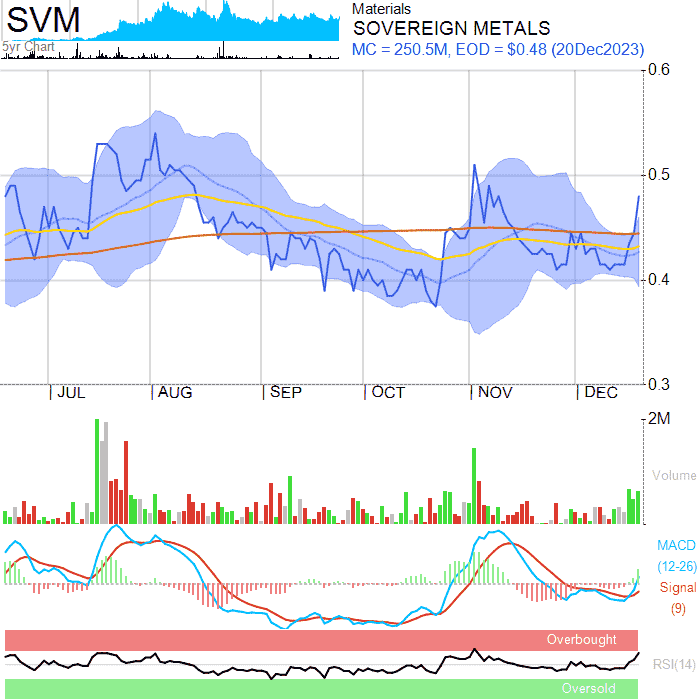 SVM
5yr Chart
Materials
SOVEREIGN METALS
MC = 250.5M, EOD = $0.48 (20Dec2023)
0.6
0.5
0.4
0.3
JUL AUG SEP OCT NOV DEC
2M
Volume
MACD
(12-26)
Signal
(9)
Overbought
RSI(14)
Oversold